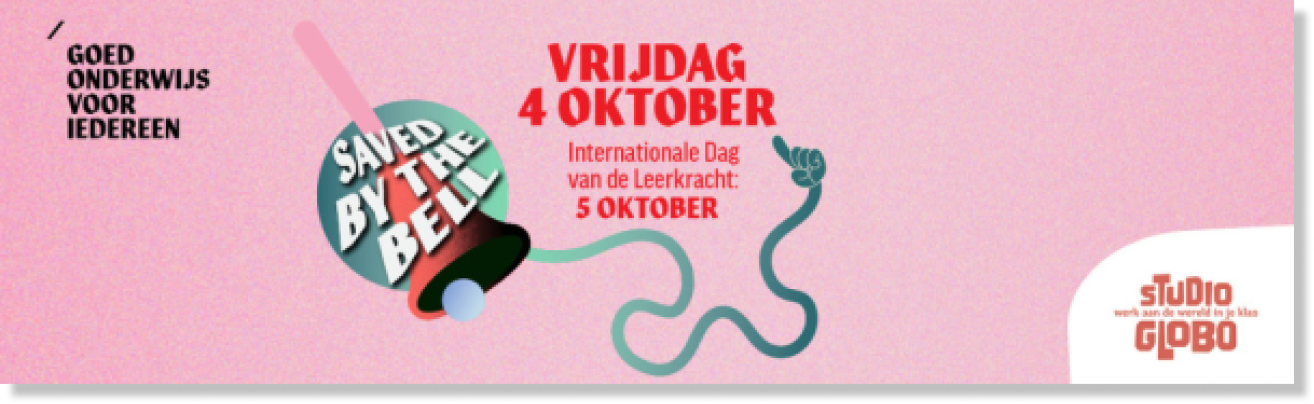 GOED
ONDERWIJS
VOOR
IEDEREEN
SAVED
BY THE
BELL
VRIJDAG
4 OKTOBER
Internationale Dag
van de Leerkracht:
5 OKTOBER
STUDIO
werk aan de wereld in je klas
GLOBO